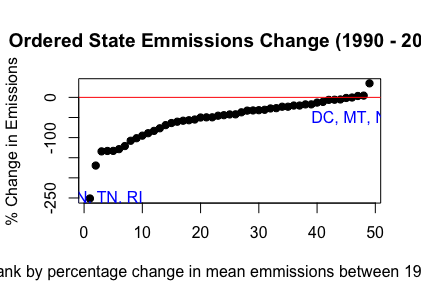 Ordered State Emmissions Change (1990 - 20
% Change in Emissions
0
-100
-250
DC, MT, N
N, TN, RI
0 10 20 30 40 50
ank by percentage change in mean emmissions between 19